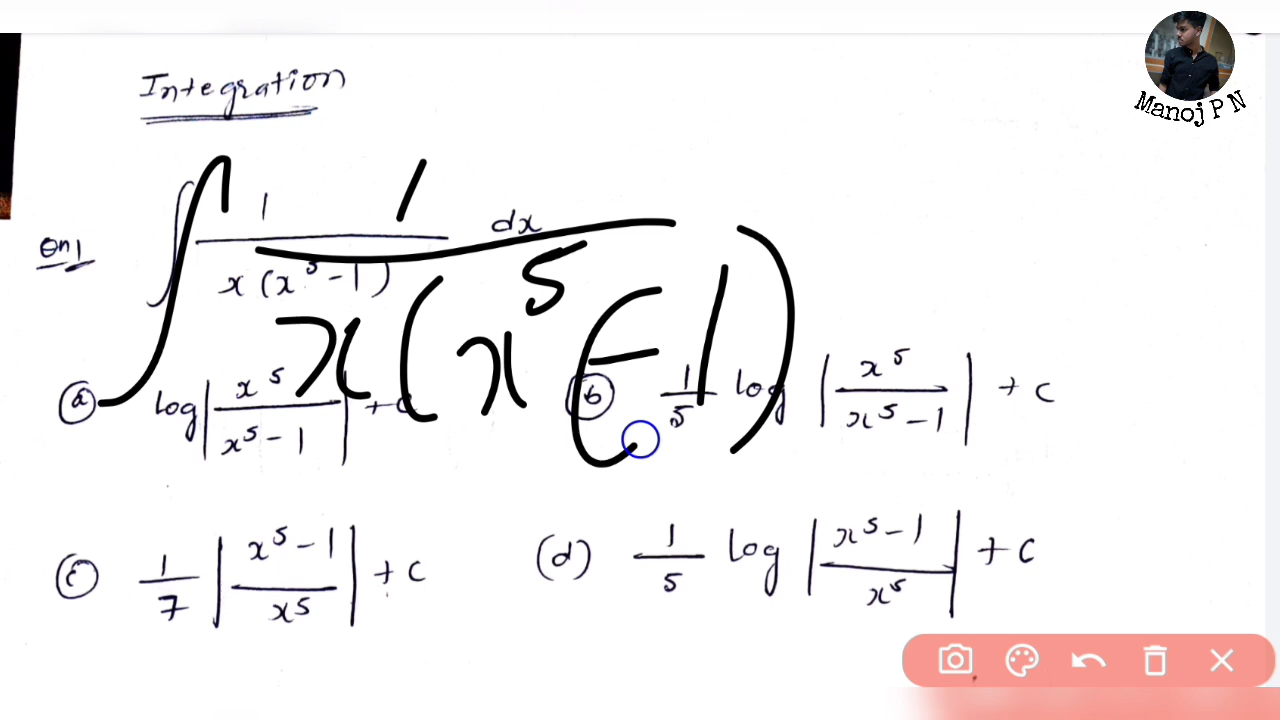 Manoj P N
Integration
Qn1 ∫ 1 / x(x⁵ - 1) dx
∫ 1 / x(x⁵ - 1)
(a) log |x⁵ / x⁵ - 1| + c (b) 1/5 log |x⁵ / x⁵ - 1| + c
(c) 1/7 |x⁵ - 1 / x⁵| + c (d) 1/5 log |x⁵ - 1 / x⁵| + c